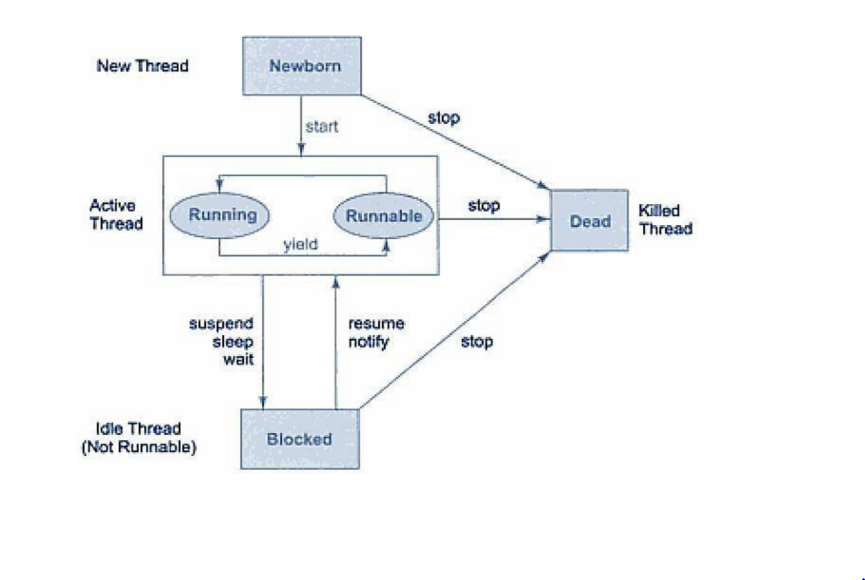 New Thread
Newborn
stop
start
Active
Thread
Running
Runnable
yield
stop
Dead
Killed
Thread
suspend
sleep
wait
resume
notify
stop
Idle Thread
(Not Runnable)
Blocked